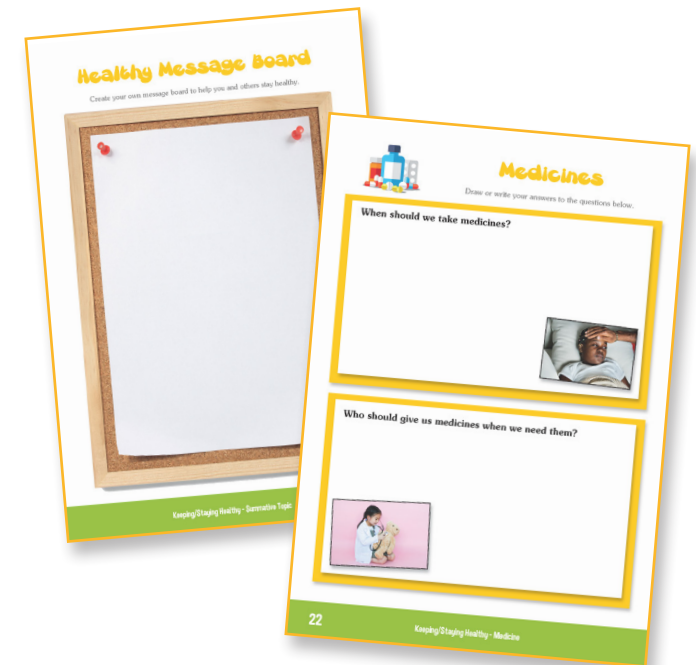 Healthy Message Board
Create your own message board to help you and others stay healthy.
Keeping/Staying Healthy - Summative Topic
Medicines
Draw or write your answers to the questions below.
When should we take medicines?
Who should give us medicines when we need them?
22
Keeping/Staying Healthy - Medicine